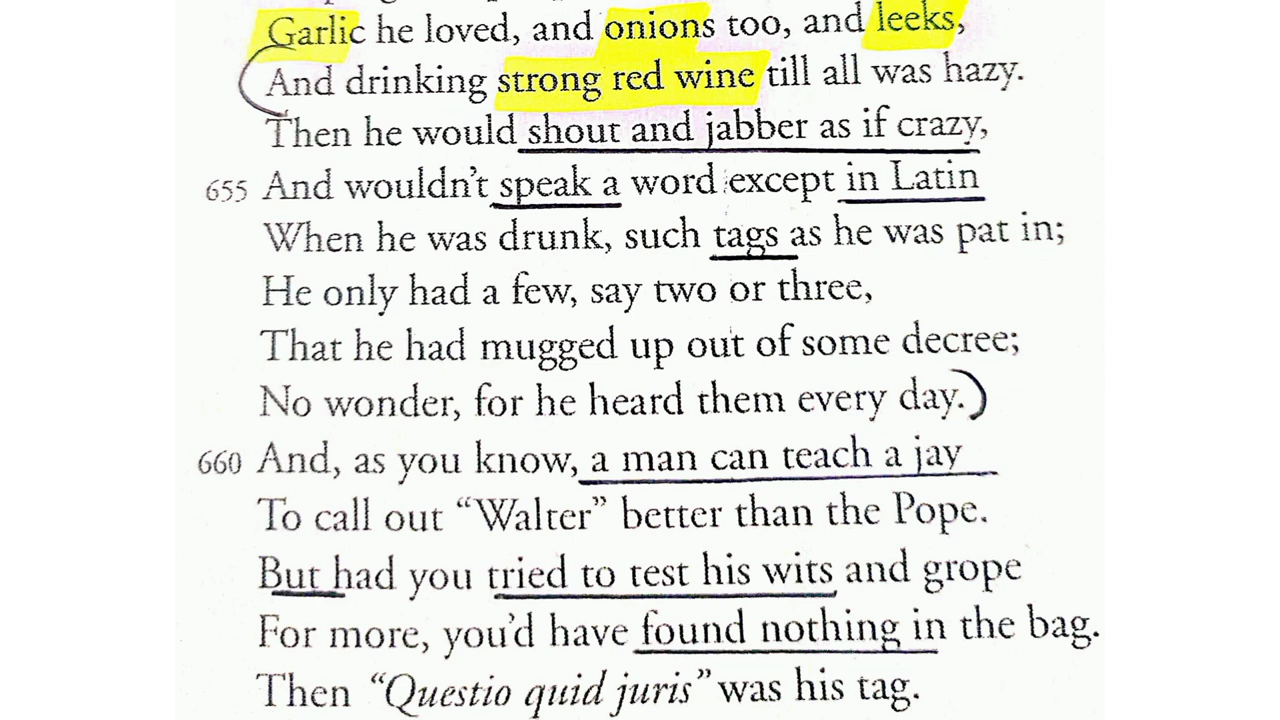 Garlic he loved, and onions too, and leeks,
And drinking strong red wine till all was hazy.
Then he would shout and jabber as if crazy,
655 And wouldn't speak a word except in Latin
When he was drunk, such tags as he was pat in;
He only had a few, say two or three,
That he had mugged up out of some decree;
No wonder, for he heard them every day.)
660 And, as you know, a man can teach a jay
To call out “Walter” better than the Pope.
But had you tried to test his wits and grope
For more, you'd have found nothing in the bag.
Then “Questio quid juris” was his tag.